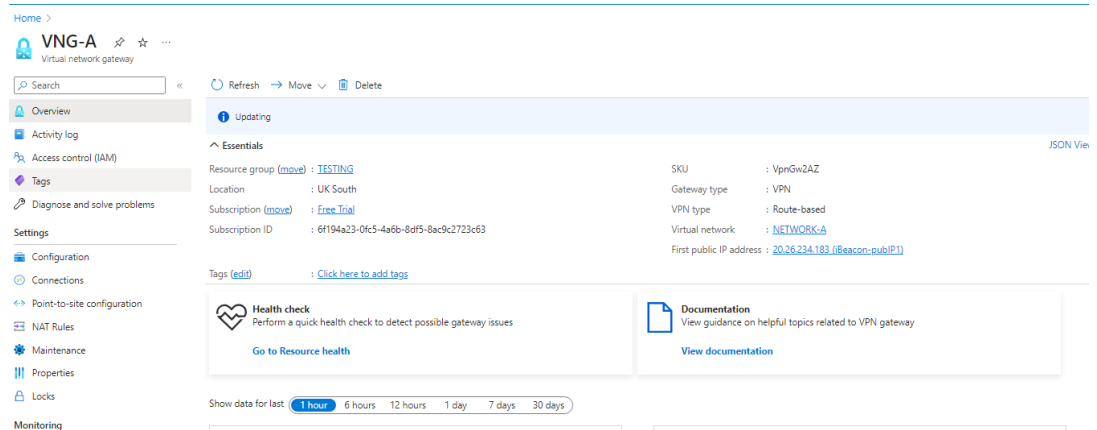 Home >
VNG-A
Virtual network gateway
Search
«
Refresh Move Delete
Overview
Activity log
Access control (IAM)
Tags
Diagnose and solve problems
Settings
Configuration
Connections
Point-to-site configuration
NAT Rules
Maintenance
Properties
Locks
Monitoring
Updating
Essentials
JSON View
Resource group (move) : TESTING
Location : UK South
Subscription (move) : Free Trial
Subscription ID : 6f194a23-0fc5-4a6b-8df5-8ac9c2723c63
SKU : VpnGw2AZ
Gateway type : VPN
VPN type : Route-based
Virtual network : NETWORK-A
First public IP address : 20.26.234.183 (iBeacon-pubIP1)
Tags (edit) : Click here to add tags
Health check
Perform a quick health check to detect possible gateway issues
Go to Resource health
Documentation
View guidance on helpful topics related to VPN gateway
View documentation
Show data for last 1 hour 6 hours 12 hours 1 day 7 days 30 days